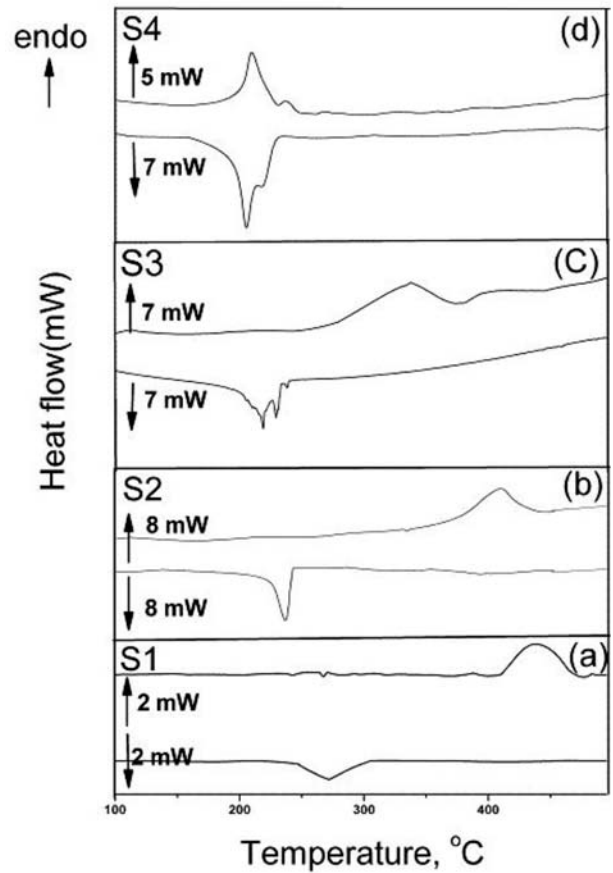 endo
S4
(d)
5 mW
7 mW
S3
(C)
7 mW
7 mW
Heat flow(mW)
S2
(b)
8 mW
8 mW
S1
(a)
2 mW
2 mW
100 200 300 400
Temperature, °C